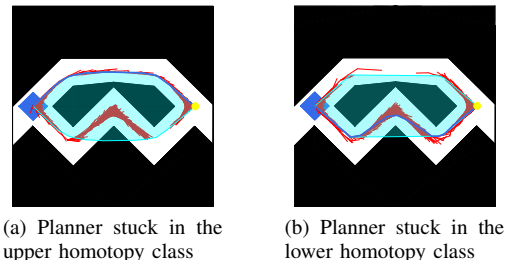 (a) Planner stuck in the
upper homotopy class
(b) Planner stuck in the
lower homotopy class